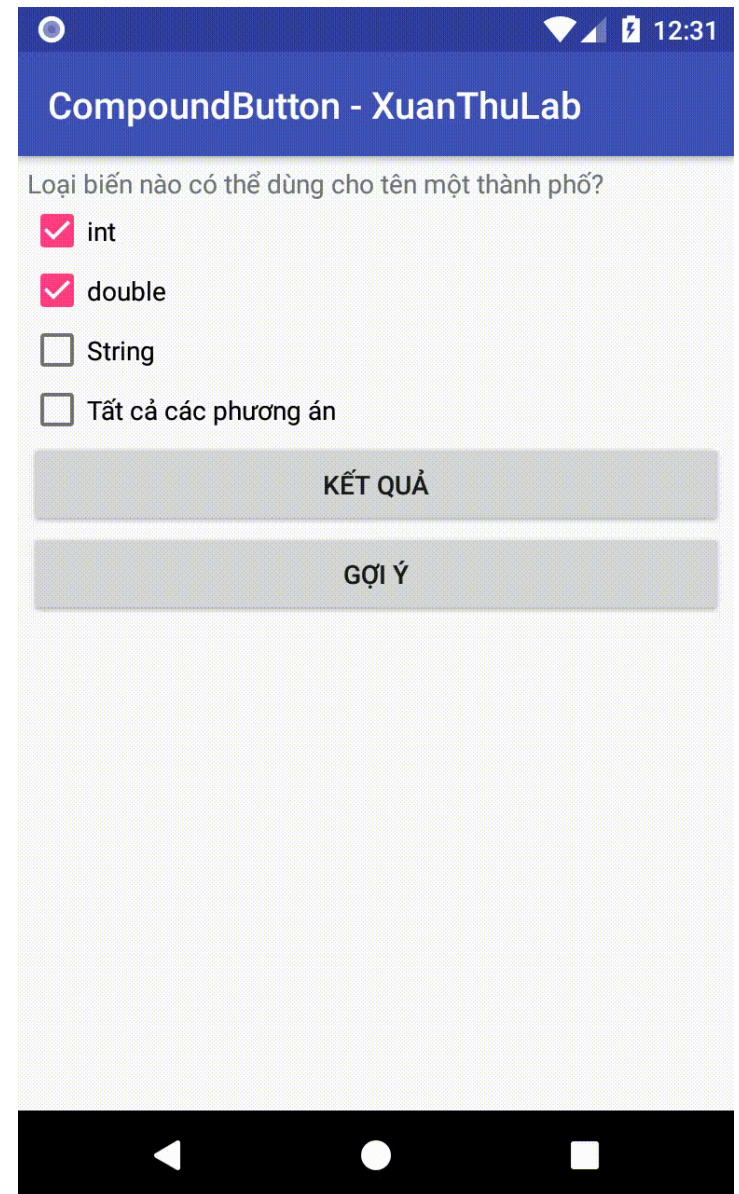 12:31
CompoundButton - XuanThuLab
Loại biến nào có thể dùng cho tên một thành phố?
int
double
String
Tất cả các phương án
KẾT QUẢ
GỢI Ý